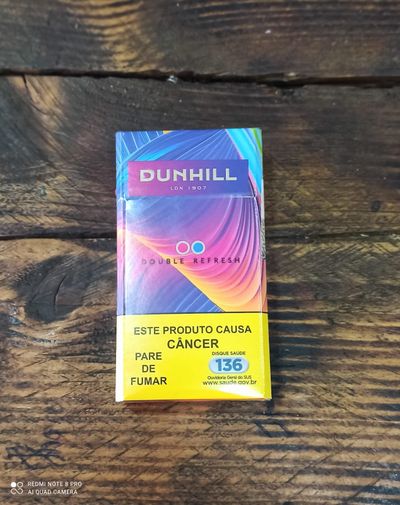 DUNHILL
LDN 1907
DOUBLE REFRESH
ESTE PRODUTO CAUSA
CÂNCER
PARE
DE
FUMAR
DISQUE SAÚDE
136
Ouvidoria Geral do SUS
www.saude.gov.br
REDMI NOTE 8 PRO
AI QUAD CAMERA